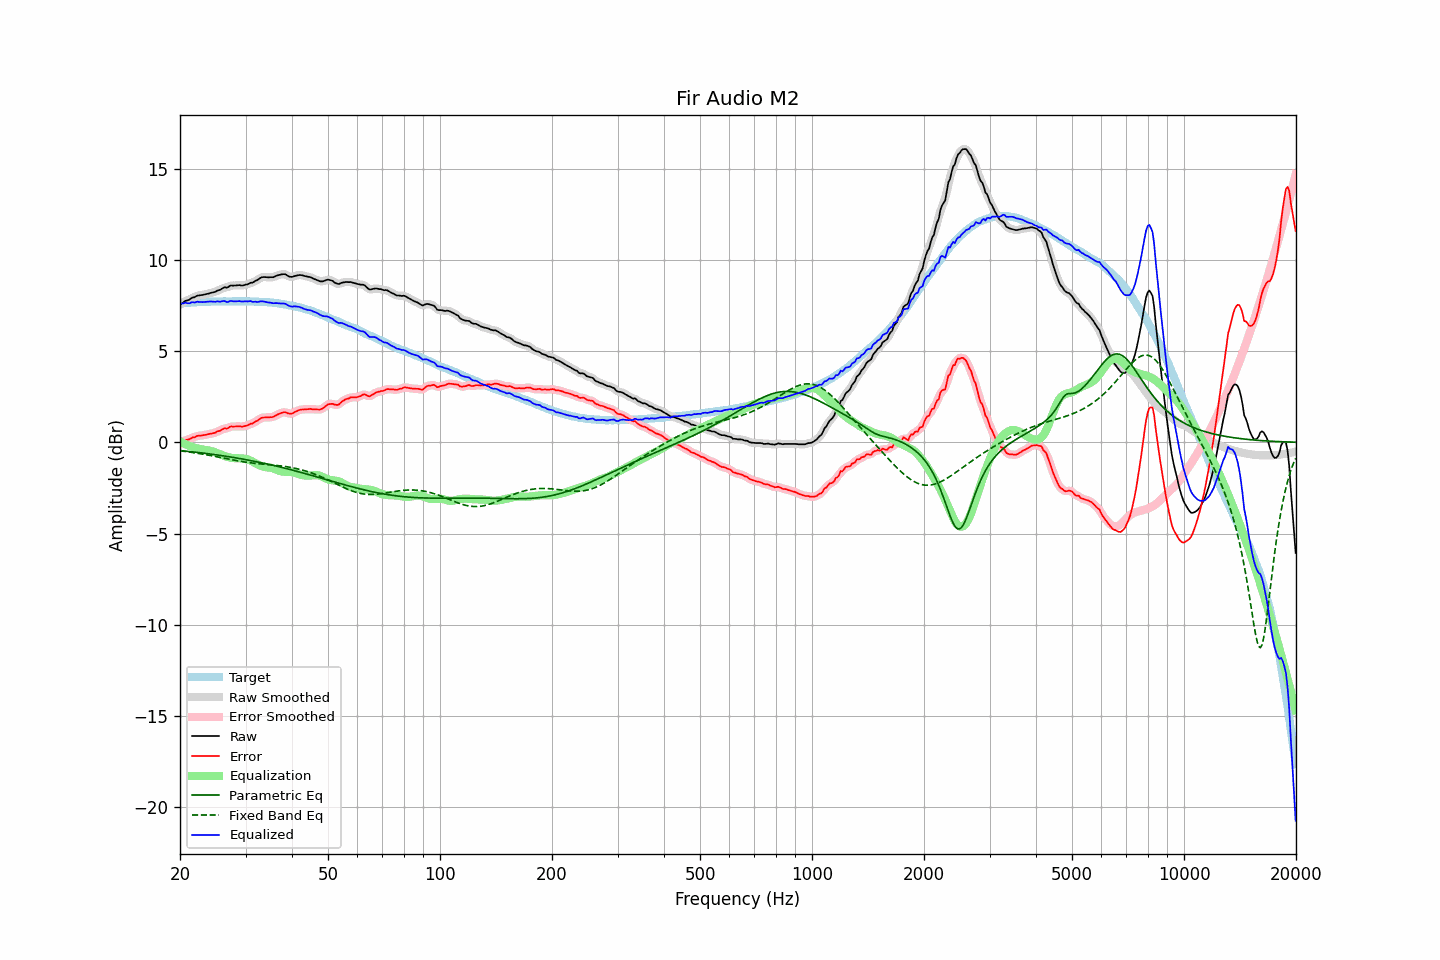 Fir Audio M2
Amplitude (dBr)
15
10
5
0
−5
−10
−15
−20
Target
Raw Smoothed
Error Smoothed
Raw
Error
Equalization
Parametric Eq
Fixed Band Eq
Equalized
20
50
100
200
500
1000
2000
5000
10000
20000
Frequency (Hz)